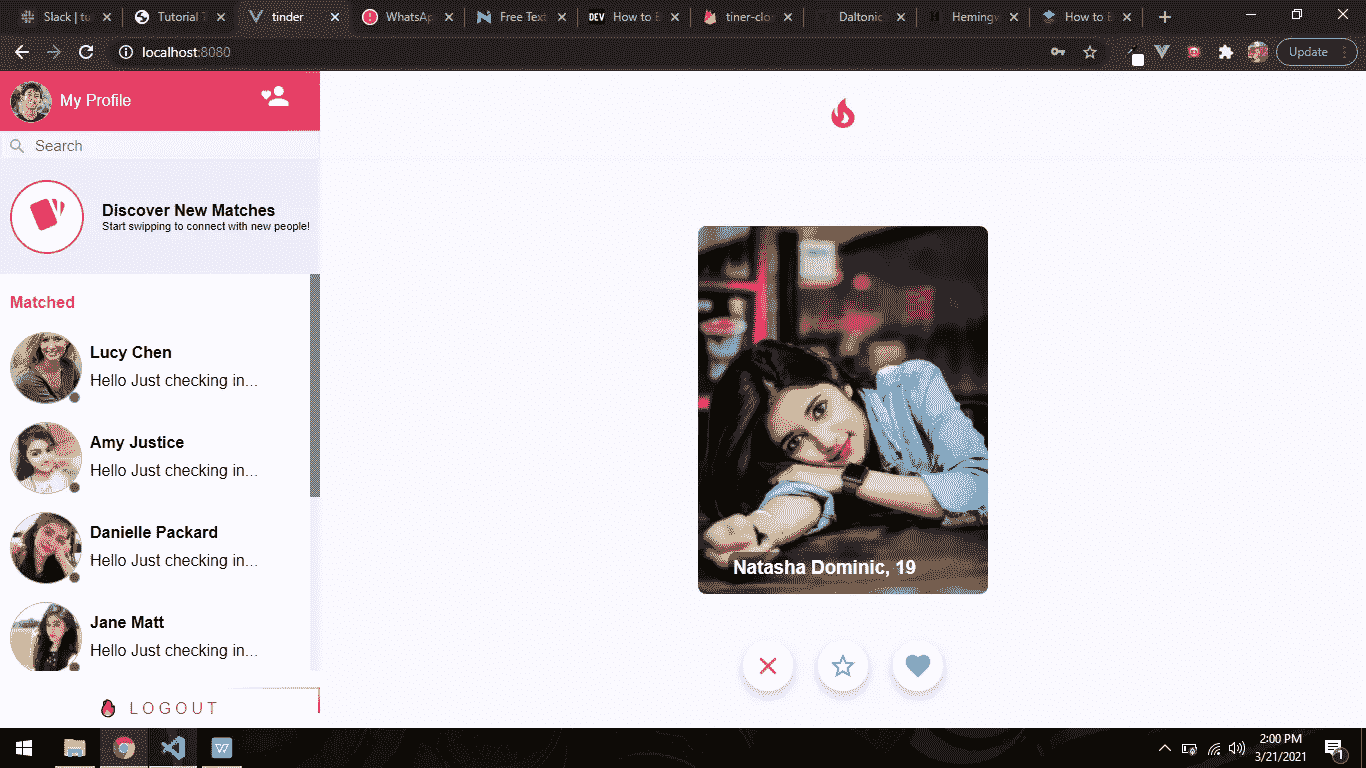 Slack | tu
Tutorial T
tinder
WhatsAp
Free Text
DEV
How to E
tiner-clo
Daltonic
Hemingw
How to E
localhost:8080
Update
My Profile
Search
Discover New Matches
Start swipping to connect with new people!
Matched
Lucy Chen
Hello Just checking in...
Amy Justice
Hello Just checking in...
Danielle Packard
Hello Just checking in...
Jane Matt
Hello Just checking in...
LOGOUT
Natasha Dominic, 19
2:00 PM
3/21/2021
1